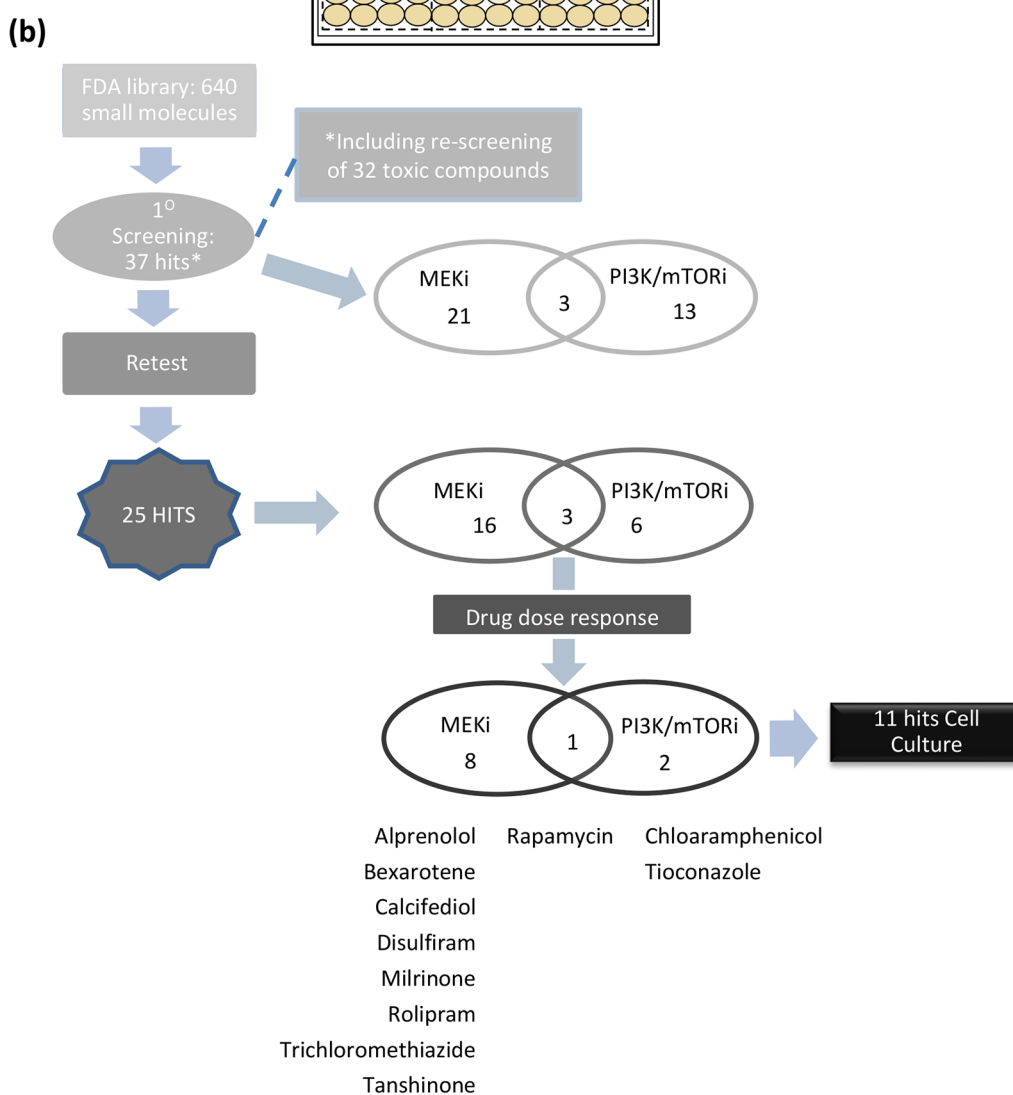 (b)
FDA library: 640
small molecules
*Including re-screening
of 32 toxic compounds
1O
Screening:
37 hits*
MEKi
PI3K/mTORi
21
3
13
Retest
25 HITS
MEKi
PI3K/mTORi
16
3
6
Drug dose response
MEKi
PI3K/mTORi
8
1
2
11 hits Cell
Culture
Alprenolol
Bexarotene
Calcifediol
Disulfiram
Milrinone
Rolipram
Trichloromethiazide
Tanshinone
Rapamycin
Chloaramphenicol
Tioconazole